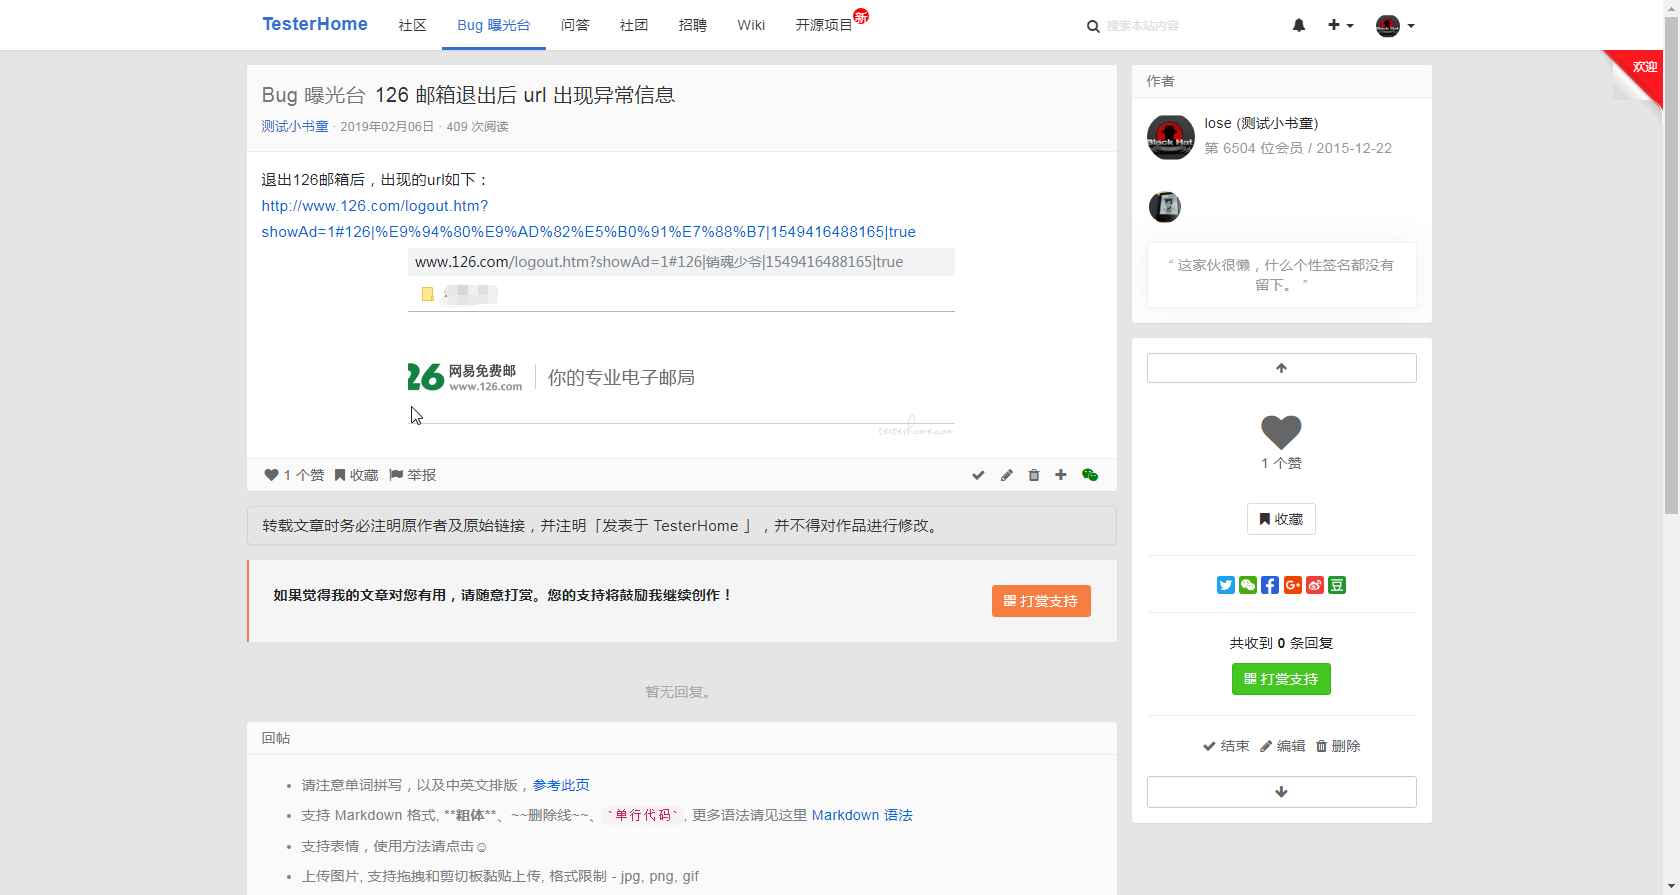 TesterHome 社区 Bug 曝光台 问答 社团 招聘 Wiki 开源项目 新 搜索本站内容
欢迎
Bug 曝光台 126 邮箱退出后 url 出现异常信息
测试小书童 · 2019年02月06日 · 409 次阅读
退出126邮箱后，出现的url如下：
http://www.126.com/logout.htm?
showAd=1#126|%E9%94%80%E9%AD%82%E5%B0%91%E7%88%B7|1549416488165|true
www.126.com/logout.htm?showAd=1#126|销魂少爷|1549416488165|true
26 网易免费邮 你的专业电子邮局
www.126.com
testerhome.com
1 个赞 收藏 举报
转载文章时务必注明原作者及原始链接，并注明「发表于 TesterHome 」，并不得对作品进行修改。
如果觉得我的文章对您有用，请随意打赏。您的支持将鼓励我继续创作！
打赏支持
暂无回复。
回帖
• 请注意单词拼写，以及中英文排版，参考此页
• 支持 Markdown 格式, **粗体**、~~删除线~~、`单行代码`, 更多语法请见这里 Markdown 语法
• 支持表情，使用方法请点击☺
• 上传图片, 支持拖拽和剪切板黏贴上传, 格式限制 - jpg, png, gif
作者
Black Hat
lose (测试小书童)
第 6504 位会员 / 2015-12-22
“ 这家伙很懒，什么个性签名都没有
留下。 ”
1 个赞
收藏
G+ 豆
共收到 0 条回复
打赏支持
结束 编辑 删除